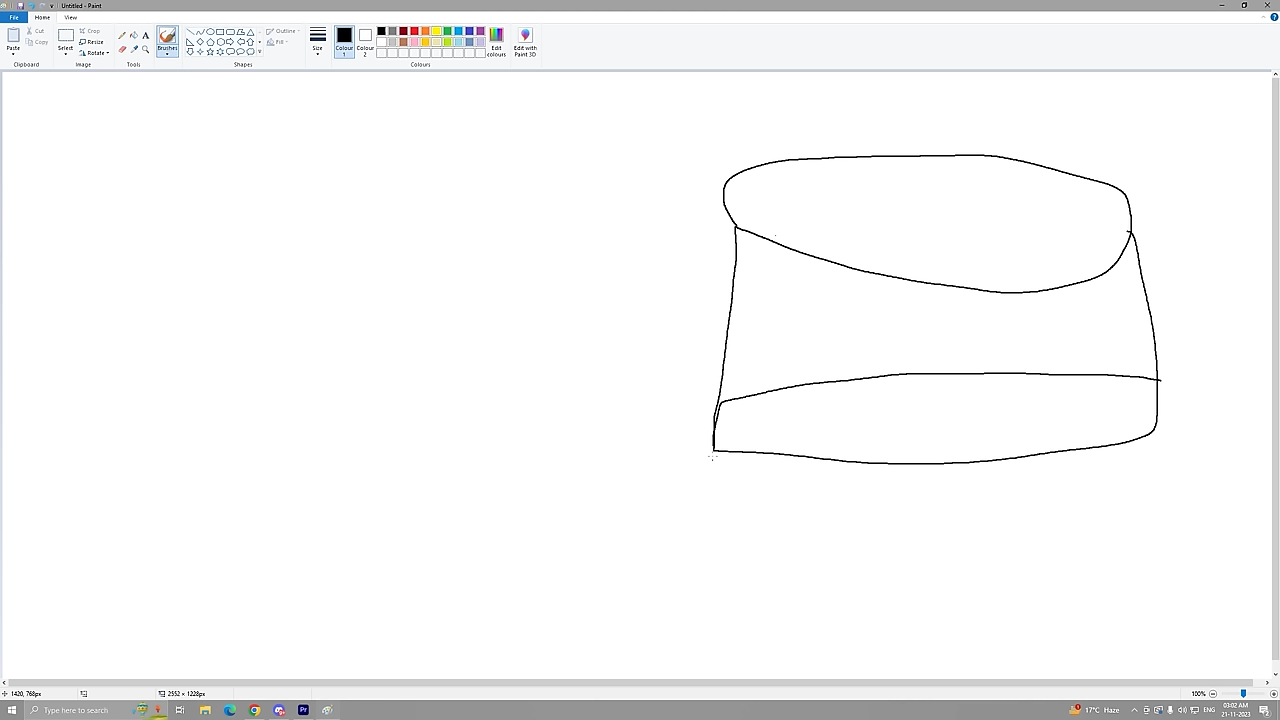 Untitled - Paint
File
Home
View
Paste
Cut
Copy
Clipboard
Select
Crop
Resize
Rotate
Image
A
Tools
Brushes
Outline
Fill
Shapes
Size
Colour 1
Colour 2
Colours
Edit colours
Edit with Paint 3D
1420, 768px
2552 × 1228px
100%
Type here to search
Pr
17°C Haze
ENG
03:02 AM
21-11-2023